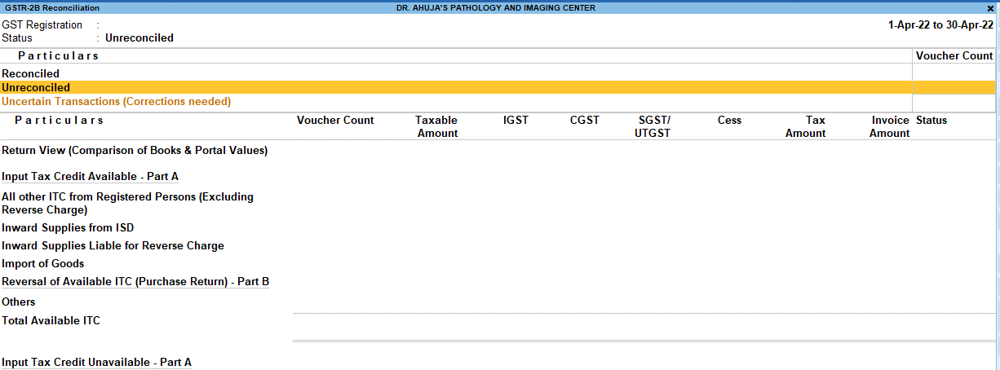 GSTR-2B Reconciliation DR. AHUJA'S PATHOLOGY AND IMAGING CENTER ×
GST Registration : 1-Apr-22 to 30-Apr-22
Status : Unreconciled
Particulars Voucher Count
Reconciled
Unreconciled
Uncertain Transactions (Corrections needed)
Particulars Voucher Count Taxable IGST CGST SGST/ Cess Tax Invoice Status
Amount UTGST Amount Amount
Return View (Comparison of Books & Portal Values)
Input Tax Credit Available - Part A
All other ITC from Registered Persons (Excluding
Reverse Charge)
Inward Supplies from ISD
Inward Supplies Liable for Reverse Charge
Import of Goods
Reversal of Available ITC (Purchase Return) - Part B
Others
Total Available ITC
Input Tax Credit Unavailable - Part A